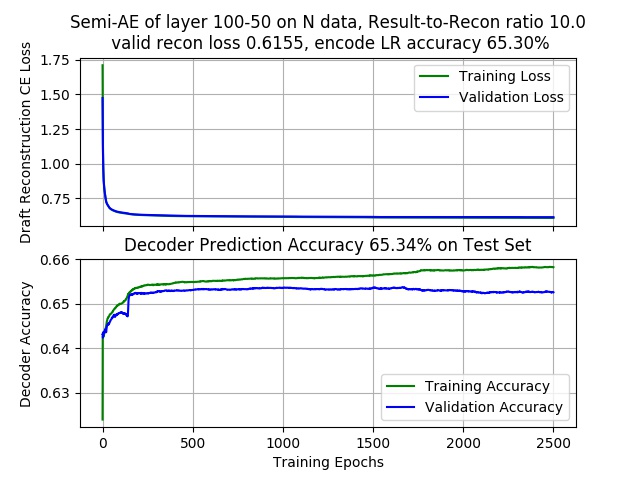 Semi-AE of layer 100-50 on N data, Result-to-Recon ratio 10.0
valid recon loss 0.6155, encode LR accuracy 65.30%
Draft Reconstruction CE Loss
1.75
1.50
1.25
1.00
0.75
Training Loss
Validation Loss
Decoder Prediction Accuracy 65.34% on Test Set
Decoder Accuracy
0.66
0.65
0.64
0.63
Training Accuracy
Validation Accuracy
0 500 1000 1500 2000 2500
Training Epochs